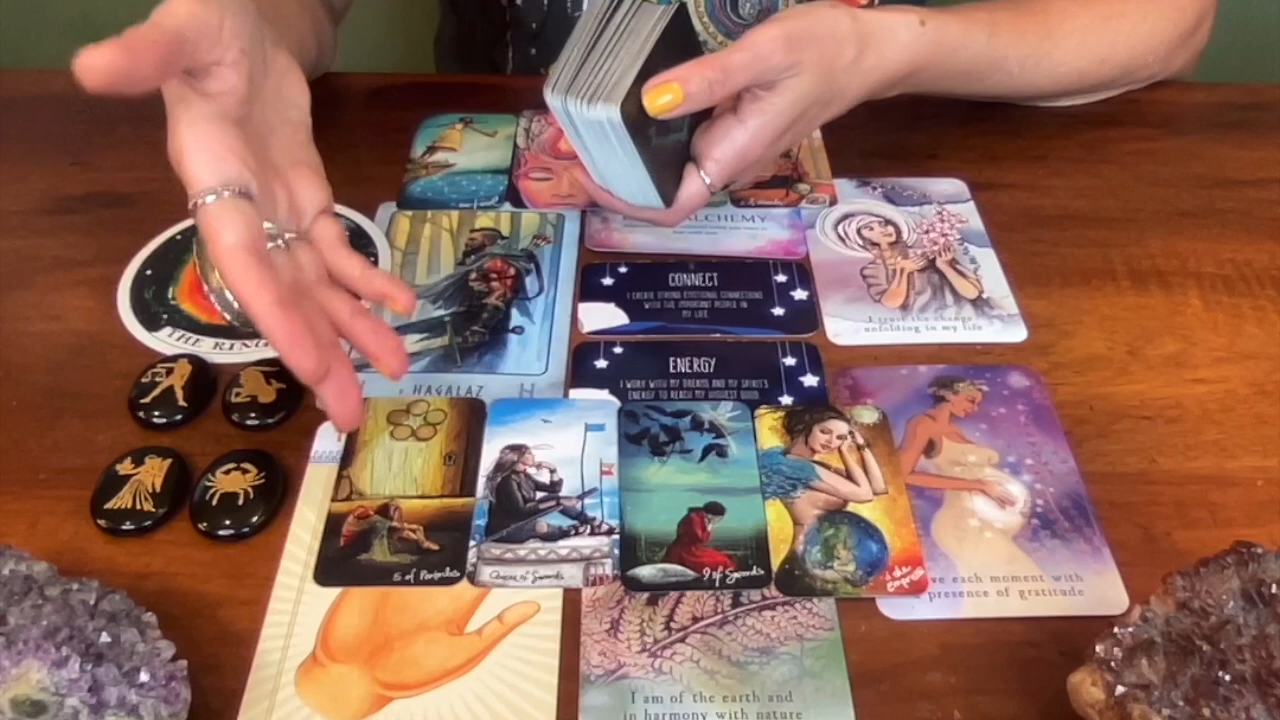 ALCHEMY
CONNECT
I CREATE STRONG EMOTIONAL CONNECTIONS
WITH THE IMPORTANT PEOPLE IN
MY LIFE
I trust the change
unfolding in my life
THE RING
HAGALAZ
ENERGY
I WORK WITH MY DREAMS AND MY SPIRIT'S
ENERGY TO REACH MY HIGHEST GOOD
5 of Pentacles
Queen of Swords
9 of Swords
the
Empress
each moment with
presence of gratitude
I am of the earth and
in harmony with nature